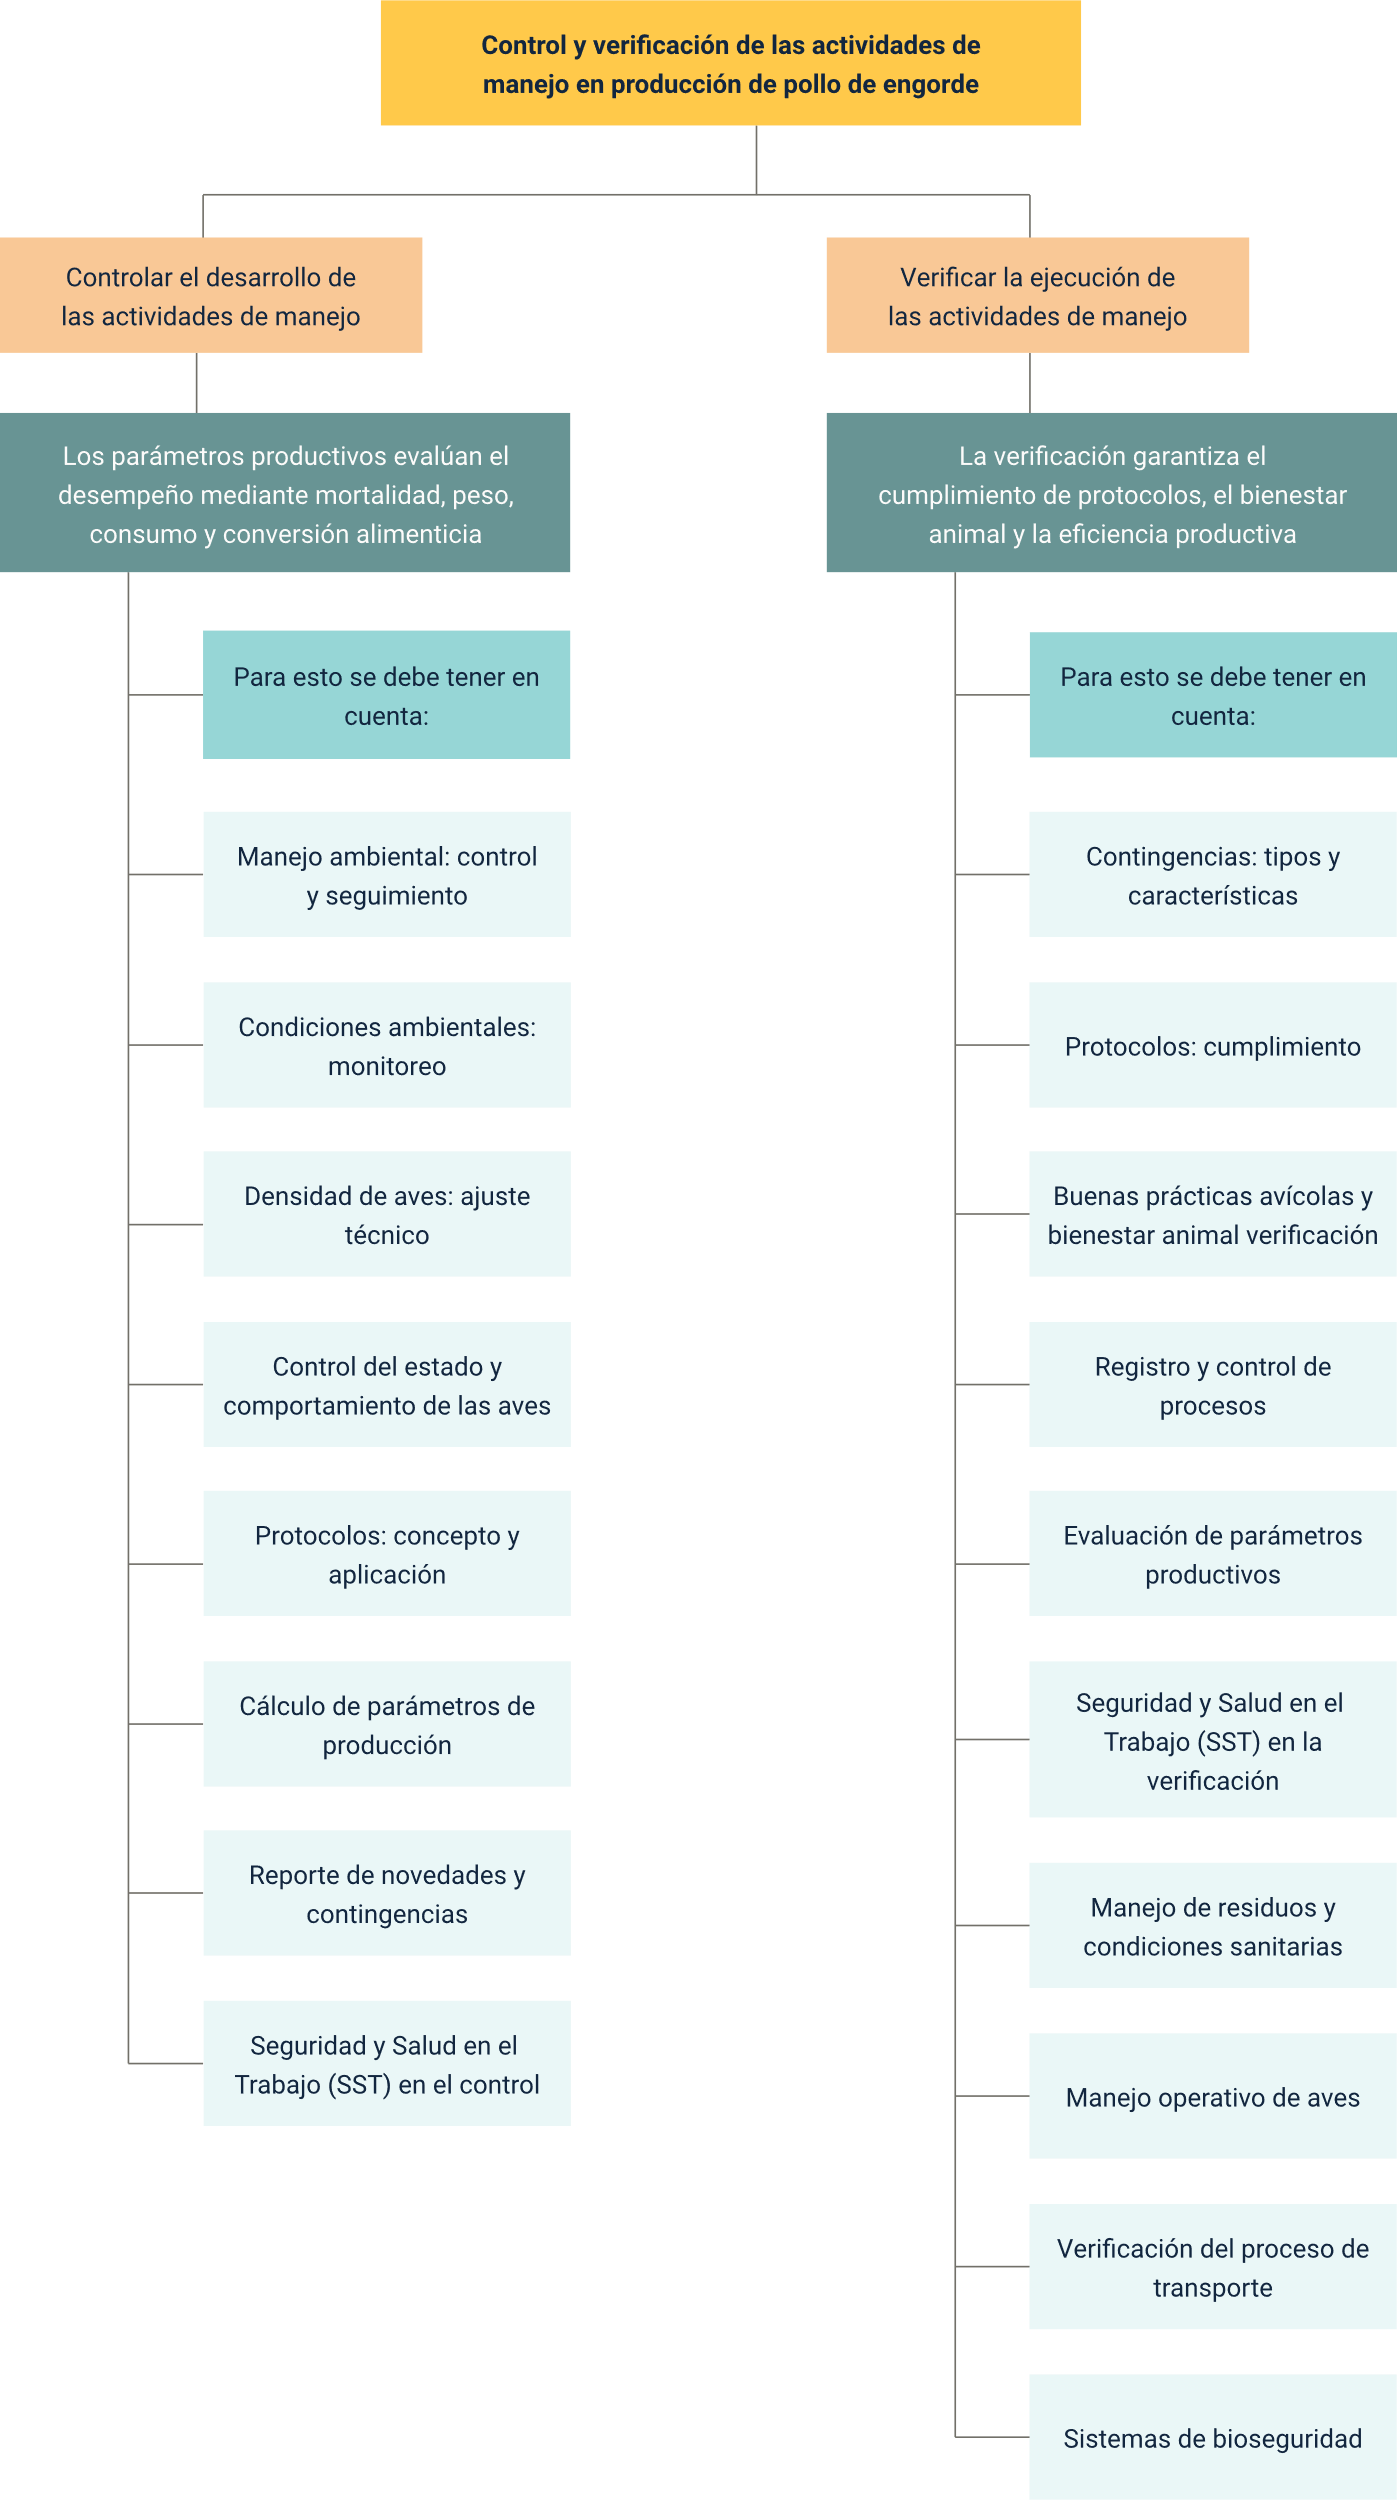 Control y verificación de las actividades de
manejo en producción de pollo de engorde
Controlar el desarrollo de
las actividades de manejo
Los parámetros productivos evalúan el
desempeño mediante mortalidad, peso,
consumo y conversión alimenticia
Para esto se debe tener en
cuenta:
Manejo ambiental: control
y seguimiento
Condiciones ambientales:
monitoreo
Densidad de aves: ajuste
técnico
Control del estado y
comportamiento de las aves
Protocolos: concepto y
aplicación
Cálculo de parámetros de
producción
Reporte de novedades y
contingencias
Seguridad y Salud en el
Trabajo (SST) en el control
Verificar la ejecución de
las actividades de manejo
La verificación garantiza el
cumplimiento de protocolos, el bienestar
animal y la eficiencia productiva
Para esto se debe tener en
cuenta:
Contingencias: tipos y
características
Protocolos: cumplimiento
Buenas prácticas avícolas y
bienestar animal verificación
Registro y control de
procesos
Evaluación de parámetros
productivos
Seguridad y Salud en el
Trabajo (SST) en la
verificación
Manejo de residuos y
condiciones sanitarias
Manejo operativo de aves
Verificación del proceso de
transporte
Sistemas de bioseguridad